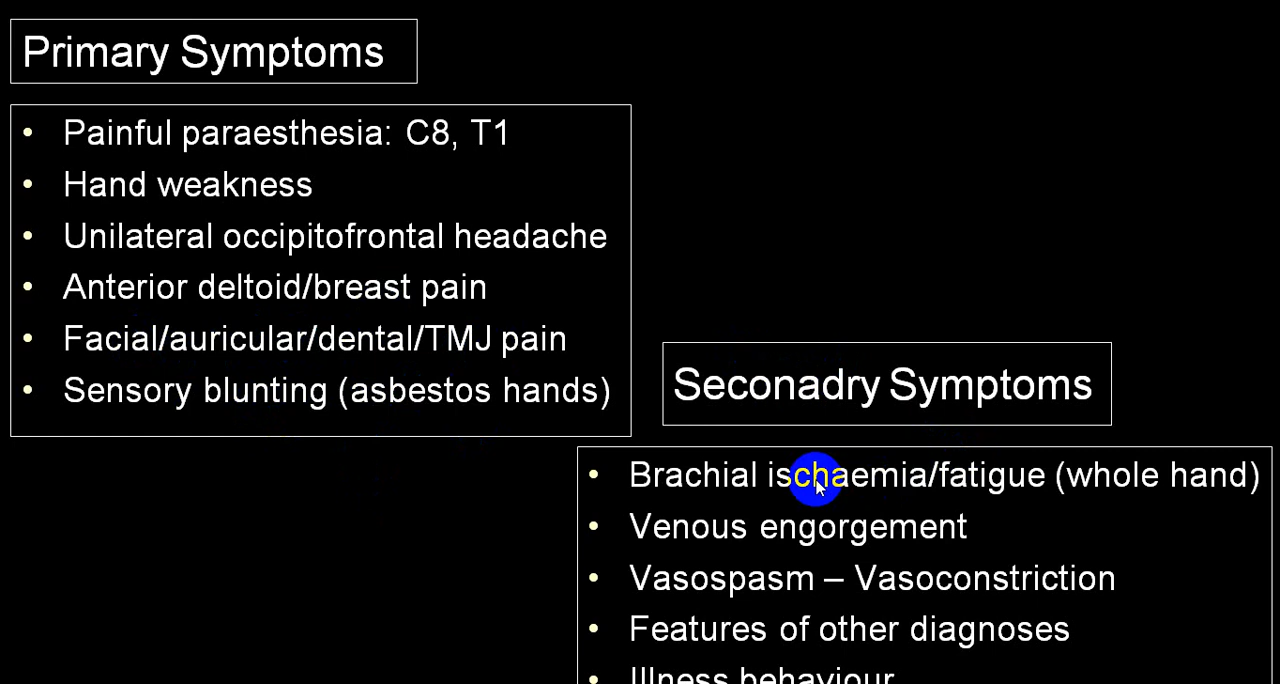 Primary Symptoms
• Painful paraesthesia: C8, T1
• Hand weakness
• Unilateral occipitofrontal headache
• Anterior deltoid/breast pain
• Facial/auricular/dental/TMJ pain
• Sensory blunting (asbestos hands)
Seconadry Symptoms
• Brachial ischaemia/fatigue (whole hand)
• Venous engorgement
• Vasospasm – Vasoconstriction
• Features of other diagnoses
• Illness behaviour